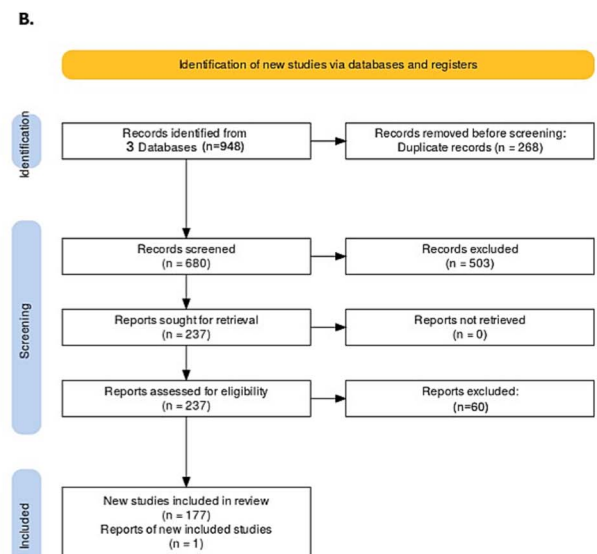 B.
Identification of new studies via databases and registers
Identification
Records identified from
3 Databases (n=948)
Records removed before screening:
Duplicate records (n = 268)
Screening
Records screened
(n = 680)
Records excluded
(n = 503)
Reports sought for retrieval
(n = 237)
Reports not retrieved
(n = 0)
Reports assessed for eligibility
(n = 237)
Reports excluded:
(n=60)
Included
New studies included in review
(n = 177)
Reports of new included studies
(n = 1)